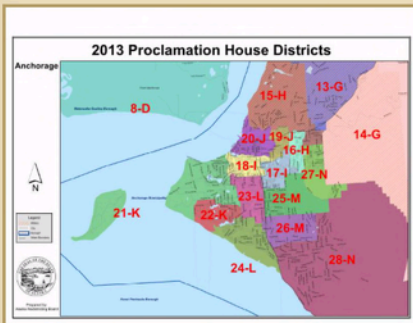 2013 Proclamation House Districts
Anchorage
13-G
15-H
8-D
14-G
20-J
19-J
16-H
18-I
17-I
27-N
21-K
23-L
25-M
22-K
26-M
24-L
28-N
N
Legend